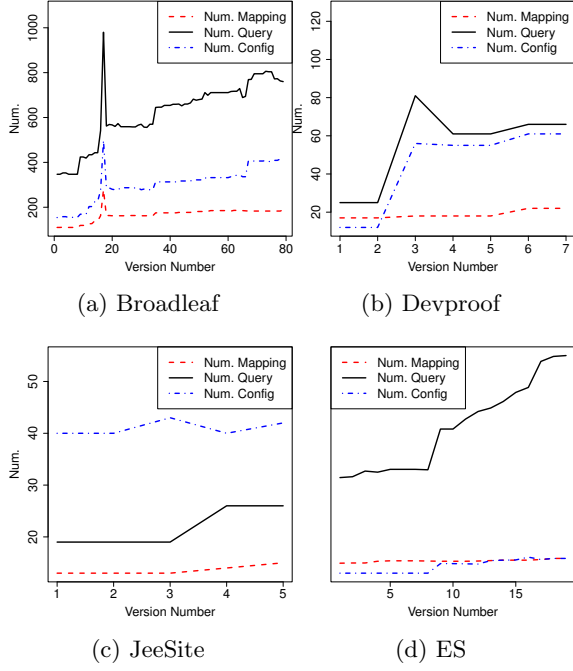 Num. Mapping
Num. Query
Num. Config
Num.
200 400 600 800 1000
0 20 40 60 80
Version Number
(a) Broadleaf
Num. Mapping
Num. Query
Num. Config
Num.
20 40 60 80 100 120
1 2 3 4 5 6 7
Version Number
(b) Devproof
Num. Mapping
Num. Query
Num. Config
Num.
20 30 40 50
1 2 3 4 5
Version Number
(c) JeeSite
Num. Mapping
Num. Query
Num. Config
5 10 15
Version Number
(d) ES